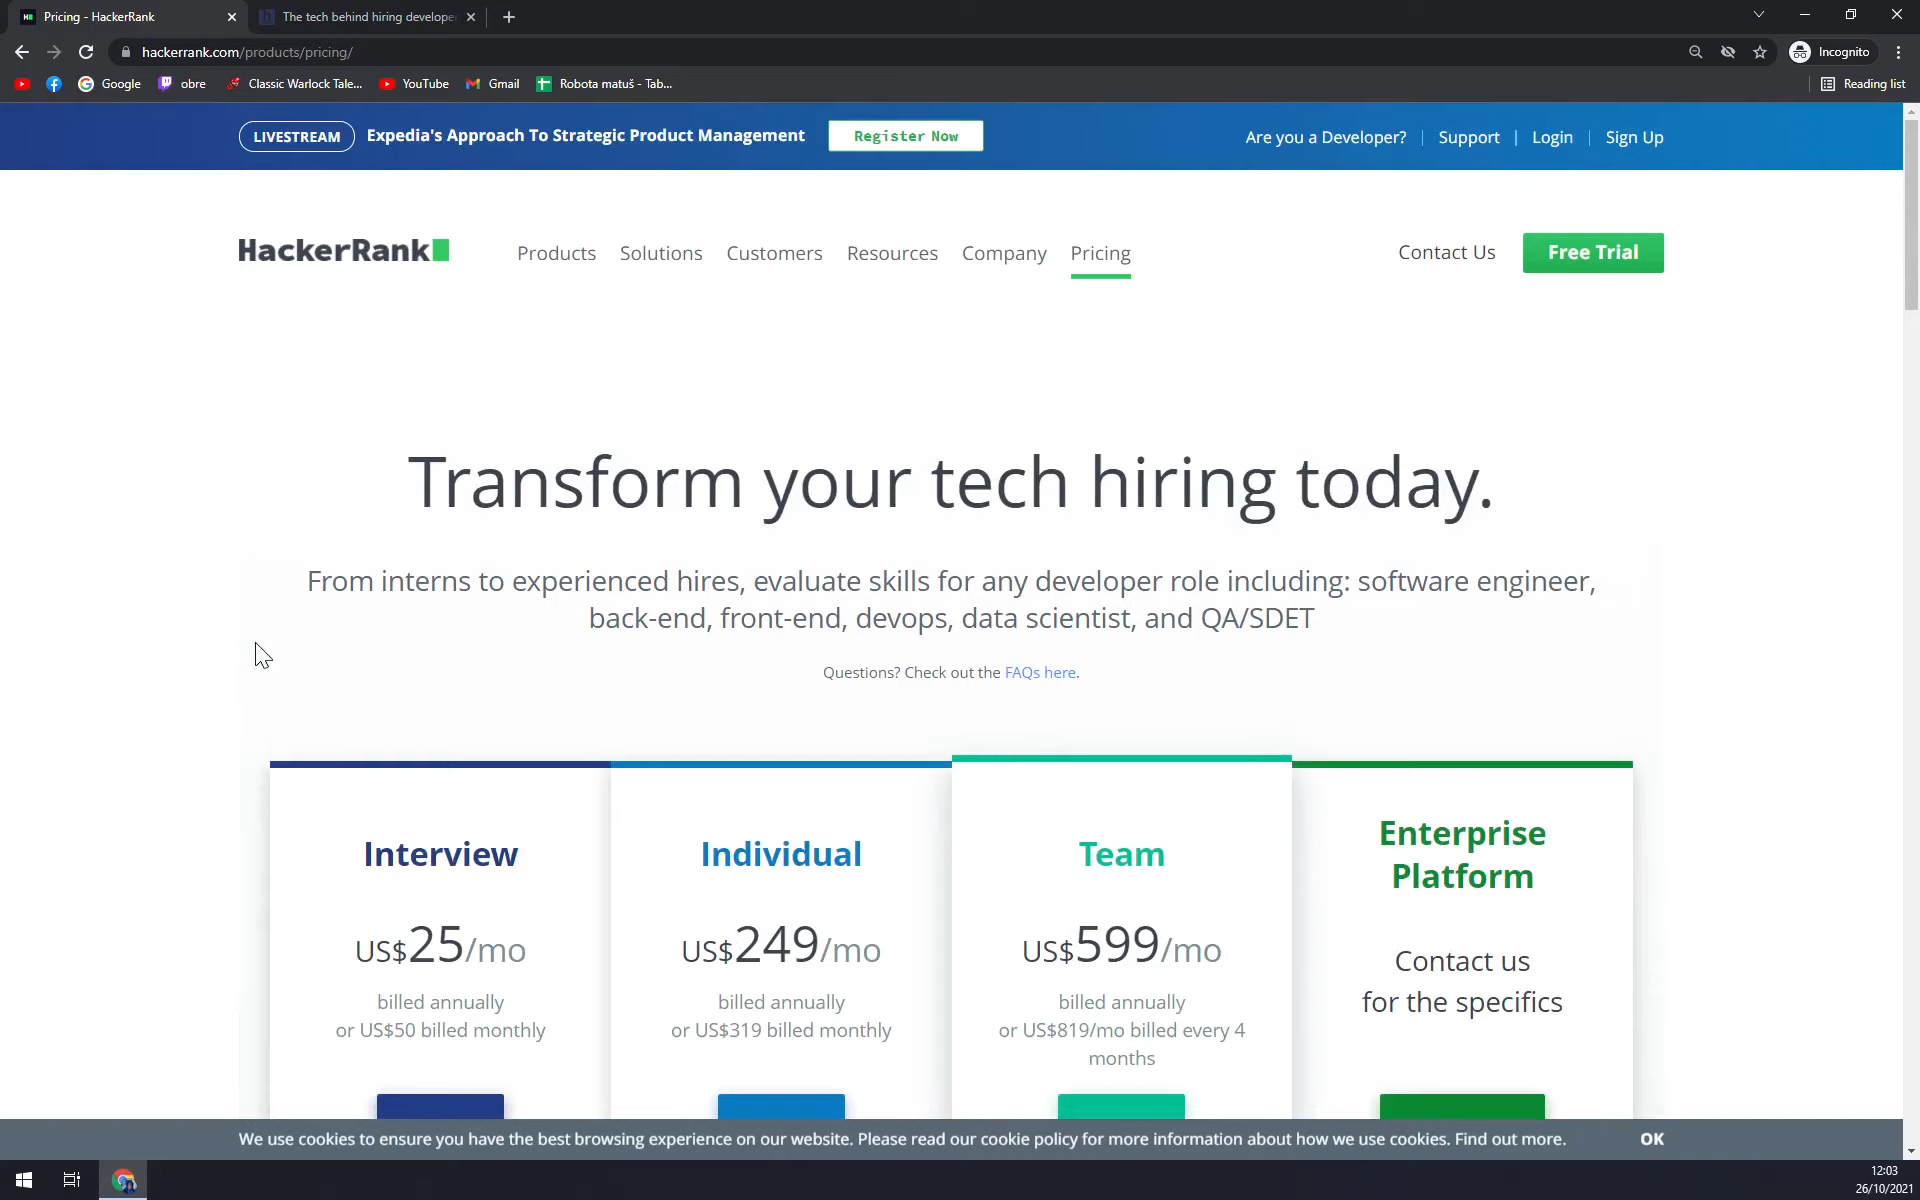 Pricing - HackerRank
The tech behind hiring develope
hackerrank.com/products/pricing/
Incognito
Google
obre
Classic Warlock Tale...
YouTube
Gmail
Robota matuš - Tab...
Reading list
LIVESTREAM
Expedia's Approach To Strategic Product Management
Register Now
Are you a Developer? | Support | Login | Sign Up
HackerRank
Products
Solutions
Customers
Resources
Company
Pricing
Contact Us
Free Trial
Transform your tech hiring today.
From interns to experienced hires, evaluate skills for any developer role including: software engineer,
back-end, front-end, devops, data scientist, and QA/SDET
Questions? Check out the FAQs here.
Interview
US$25/mo
billed annually
or US$50 billed monthly
Individual
US$249/mo
billed annually
or US$319 billed monthly
Team
US$599/mo
billed annually
or US$819/mo billed every 4
months
Enterprise
Platform
Contact us
for the specifics
We use cookies to ensure you have the best browsing experience on our website. Please read our cookie policy for more information about how we use cookies. Find out more.
OK
12:03
26/10/2021